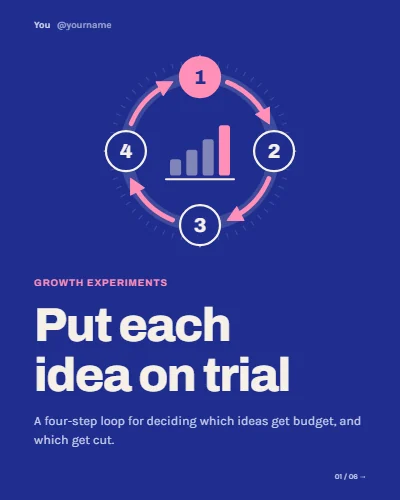 You @yourname
1
2
3
4
GROWTH EXPERIMENTS
Put each
idea on trial
A four-step loop for deciding which ideas get budget, and
which get cut.
01 / 06 →